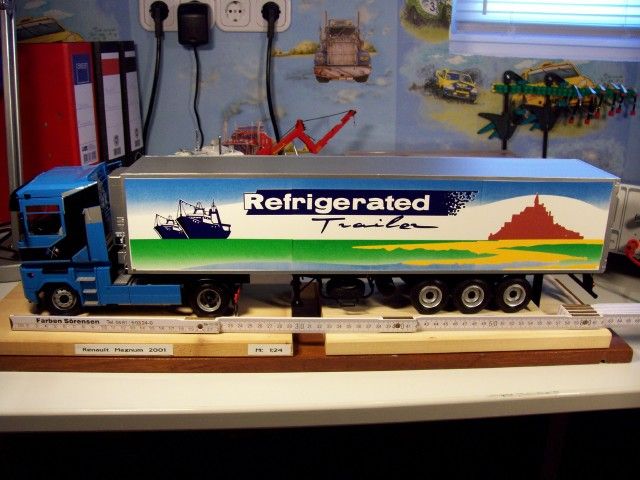 Refrigerated
Trailer
Farben Sörensen
Renault Magnum 2001
M: 1:24